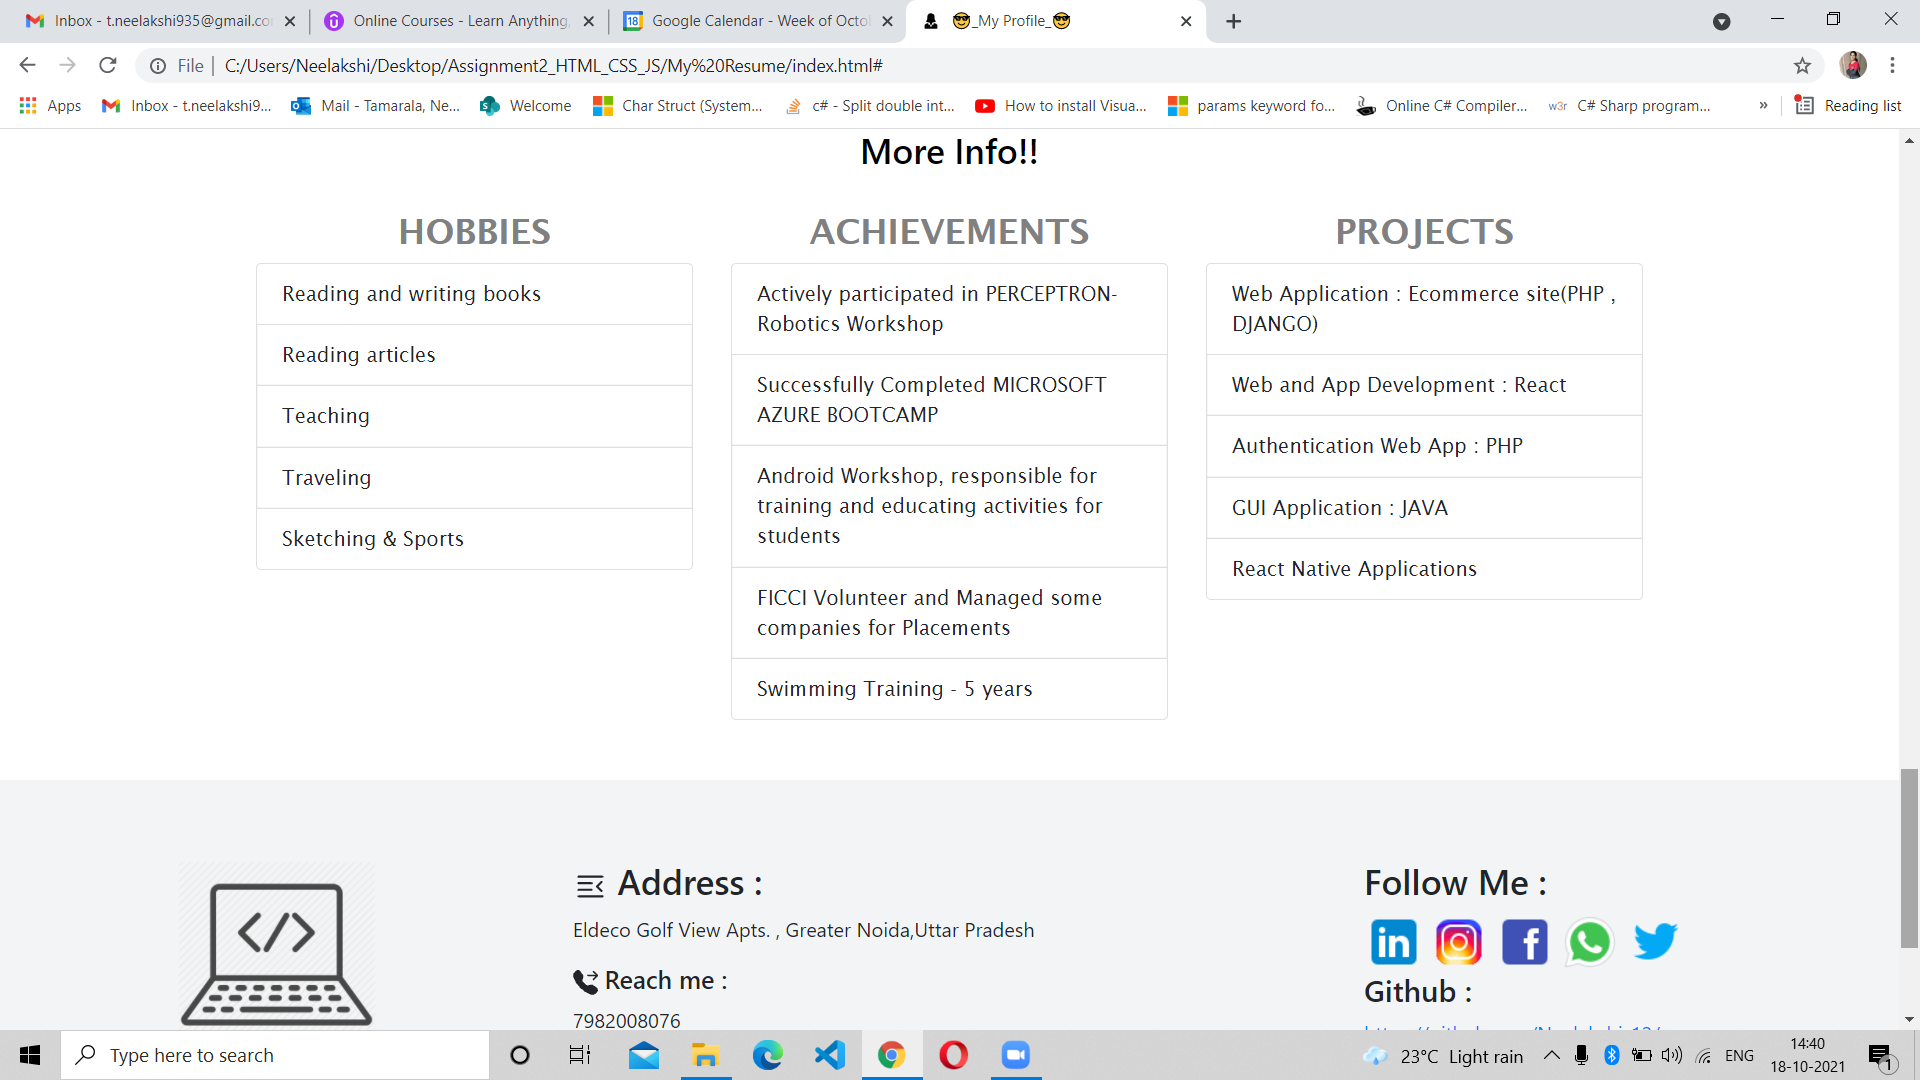 Inbox - t.neelakshi935@gmail.co
Online Courses - Learn Anything,
Google Calendar - Week of Octo
😎_My Profile_😎
File
C:/Users/Neelakshi/Desktop/Assignment2_HTML_CSS_JS/My%20Resume/index.html#
Apps
Inbox - t.neelakshi9...
Mail - Tamarala, Ne...
Welcome
Char Struct (System...
c# - Split double int...
How to install Visua...
params keyword fo...
Online C# Compiler...
w3r
C# Sharp program...
»
Reading list
More Info!!
HOBBIES
Reading and writing books
Reading articles
Teaching
Traveling
Sketching & Sports
ACHIEVEMENTS
Actively participated in PERCEPTRON-
Robotics Workshop
Successfully Completed MICROSOFT
AZURE BOOTCAMP
Android Workshop, responsible for
training and educating activities for
students
FICCI Volunteer and Managed some
companies for Placements
Swimming Training - 5 years
PROJECTS
Web Application : Ecommerce site(PHP ,
DJANGO)
Web and App Development : React
Authentication Web App : PHP
GUI Application : JAVA
React Native Applications
Address :
Eldeco Golf View Apts. , Greater Noida,Uttar Pradesh
Reach me :
7982008076
Follow Me :
in
f
Github :
Type here to search
23°C Light rain
ENG
14:40
18-10-2021
1